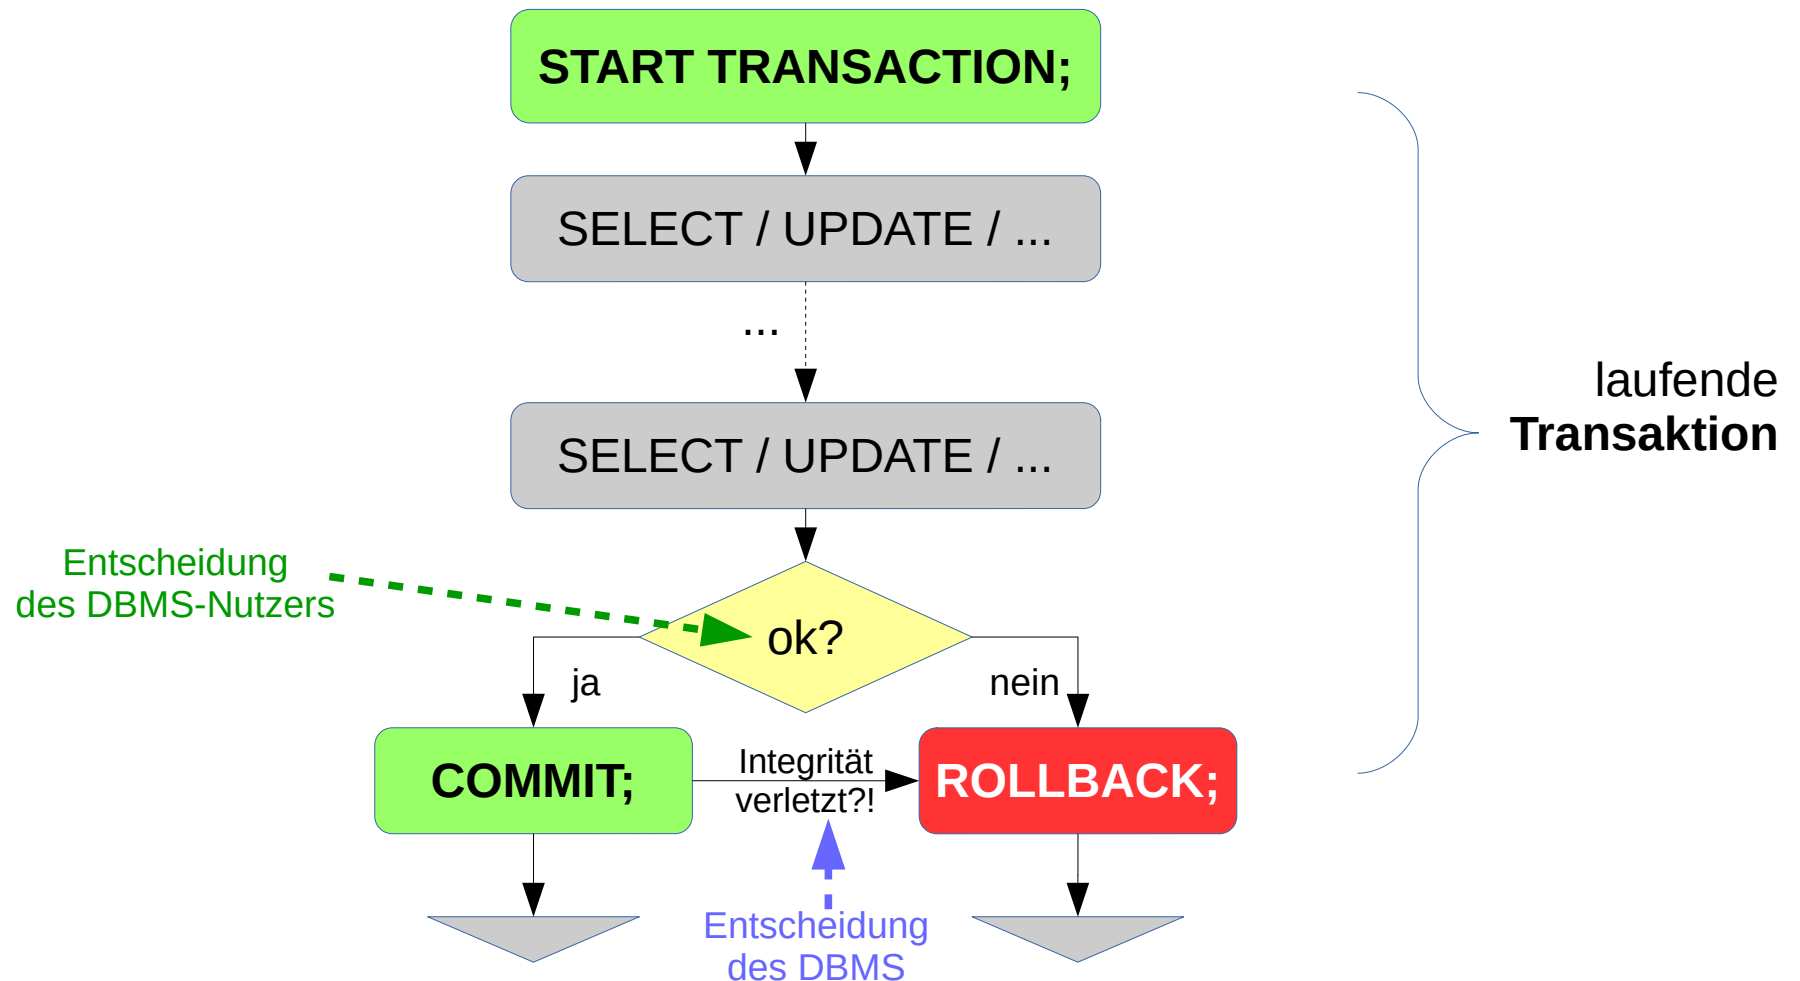 START TRANSACTION;
SELECT / UPDATE / ...
...
SELECT / UPDATE / ...
laufende
Transaktion
Entscheidung
des DBMS-Nutzers
ok?
ja
nein
COMMIT;
Integrität
verletzt?!
ROLLBACK;
Entscheidung
des DBMS